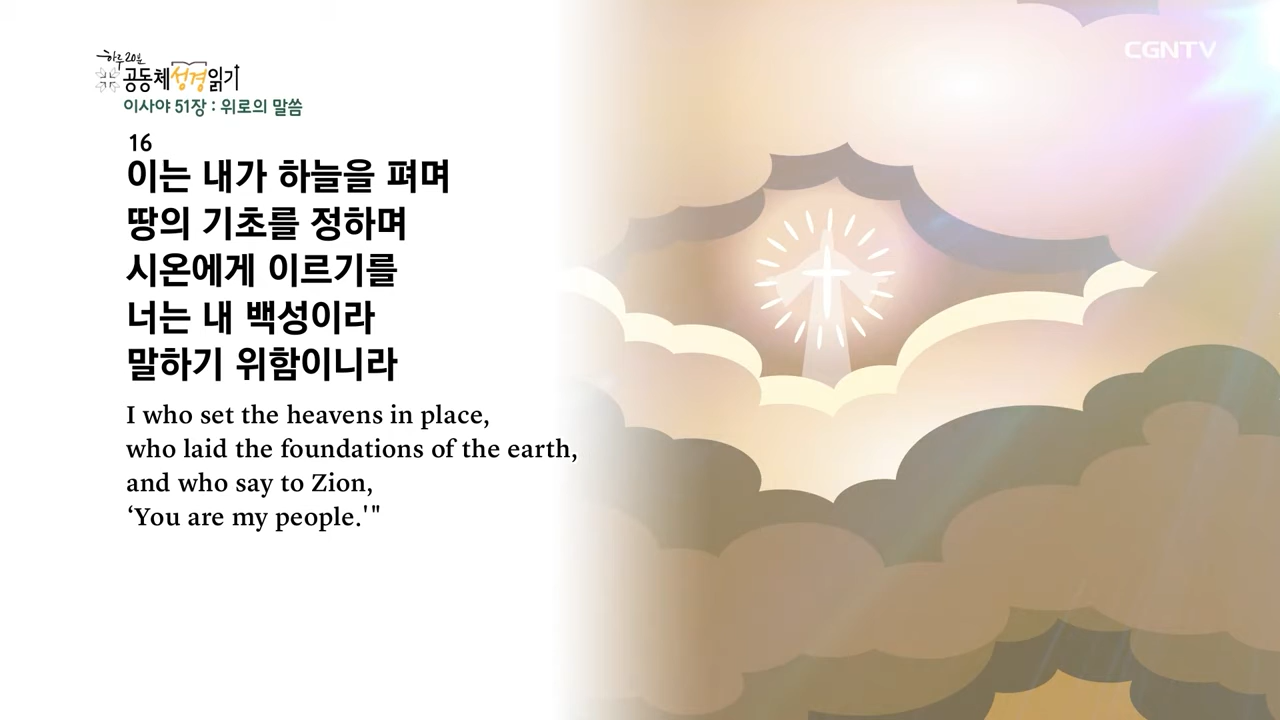 하루 20분
공동체성경읽기
CGNTV
이사야 51장 : 위로의 말씀
16
이는 내가 하늘을 펴며
땅의 기초를 정하며
시온에게 이르기를
너는 내 백성이라
말하기 위함이니라
I who set the heavens in place,
who laid the foundations of the earth,
and who say to Zion,
‘You are my people.'"